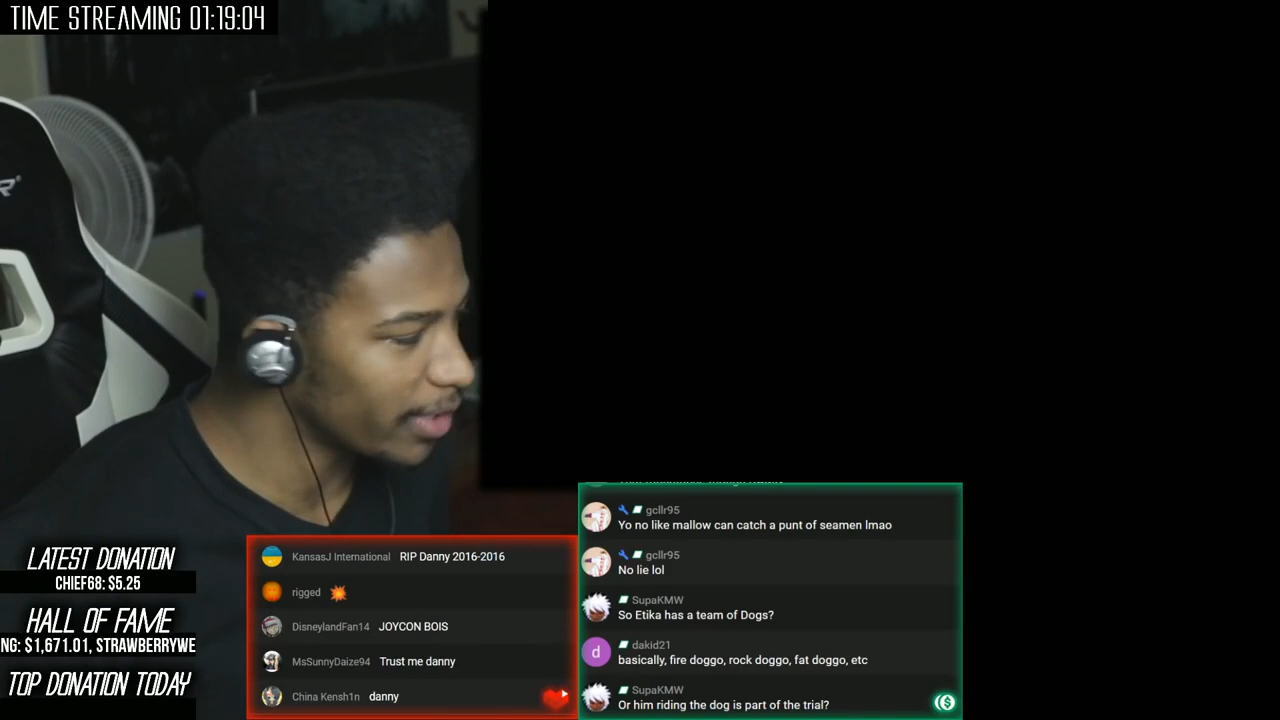 TIME STREAMING 01:19:04
gcllr95
Yo no like mallow can catch a punt of seamen lmao
gcllr95
No lie lol
SupaKMW
So Etika has a team of Dogs?
dakid21
basically, fire doggo, rock doggo, fat doggo, etc
SupaKMW
Or him riding the dog is part of the trial?
KansasJ International RIP Danny 2016-2016
rigged
DisneylandFan14 JOYCON BOIS
MsSunnyDaize94 Trust me danny
China Kensh1n danny
LATEST DONATION
CHIEF68: $5.25
HALL OF FAME
NG: $1,671.01, STRAWBERRYWE
TOP DONATION TODAY
d
R